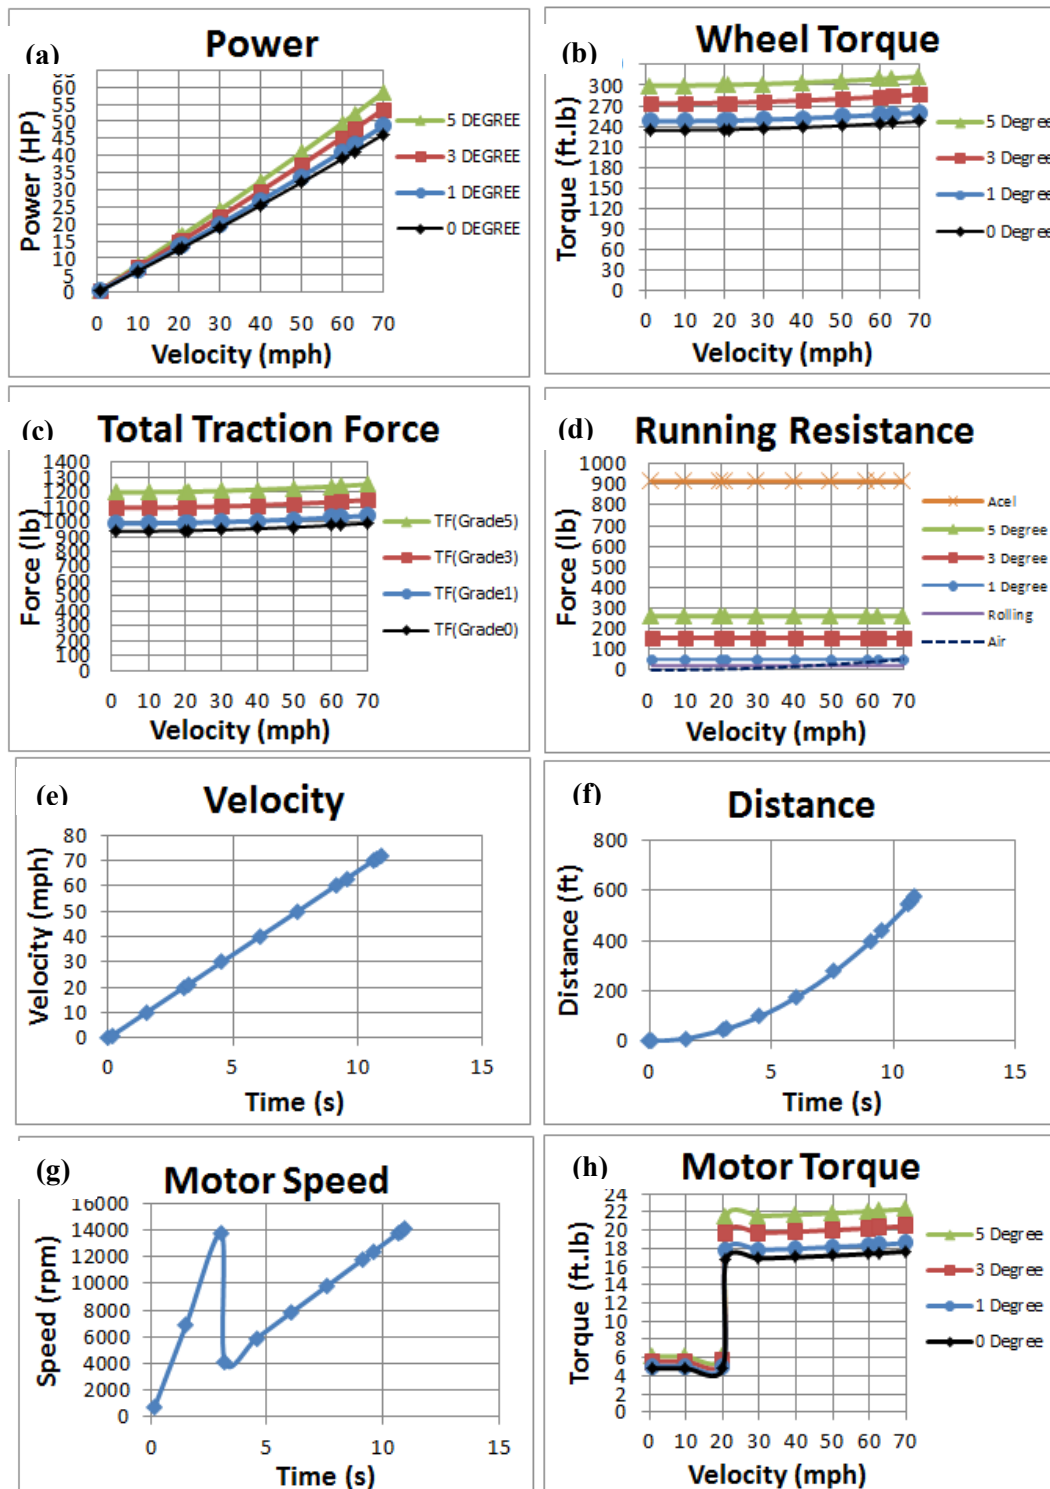 (a) Power
65
60
55
50
45
40
35
30
25
20
15
10
5
0
Power (HP)
0 10 20 30 40 50 60 70
Velocity (mph)
5 DEGREE
3 DEGREE
1 DEGREE
0 DEGREE
(b) Wheel Torque
300
270
240
210
180
150
120
90
60
30
0
Torque (ft.lb)
0 10 20 30 40 50 60 70
Velocity (mph)
5 Degree
3 Degree
1 Degree
0 Degree
(c) Total Traction Force
1400
1300
1200
1100
1000
900
800
700
600
500
400
300
200
100
0
Force (lb)
0 10 20 30 40 50 60 70
Velocity (mph)
TF(Grade5)
TF(Grade3)
TF(Grade1)
TF(Grade0)
(d) Running Resistance
1000
900
800
700
600
500
400
300
200
100
0
Force (lb)
0 10 20 30 40 50 60 70
Velocity (mph)
Acel
5 Degree
3 Degree
1 Degree
Rolling
Air
(e) Velocity
80
70
60
50
40
30
20
10
0
Velocity (mph)
0 5 10 15
Time (s)
(f) Distance
800
600
400
200
0
Distance (ft)
0 5 10 15
Time (s)
(g) Motor Speed
16000
14000
12000
10000
8000
6000
4000
2000
0
Speed (rpm)
0 5 10 15
Time (s)
(h) Motor Torque
24
22
20
18
16
14
12
10
8
6
4
2
0
Torque (ft.lb)
0 10 20 30 40 50 60 70
Velocity (mph)
5 Degree
3 Degree
1 Degree
0 Degree